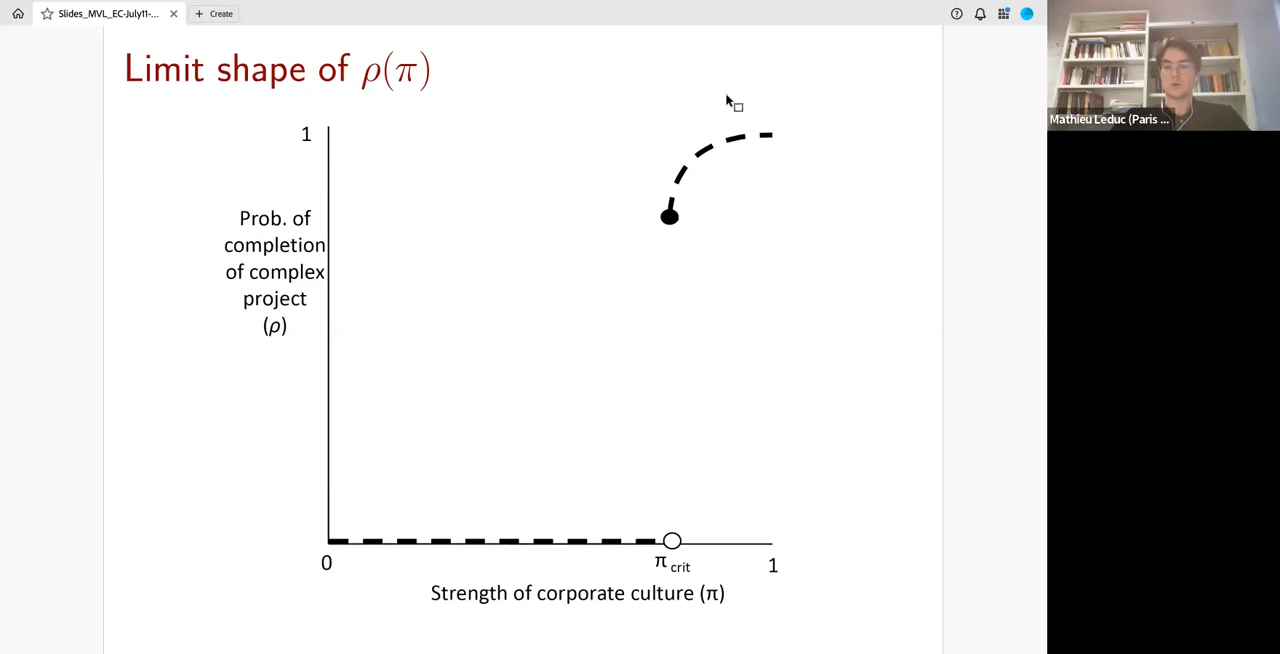 Slides_MVL_EC-July11-...
Create
Limit shape of ρ(π)
1
Prob. of
completion
of complex
project
(ρ)
0
π crit
1
Strength of corporate culture (π)
Mathieu Leduc (Paris ...